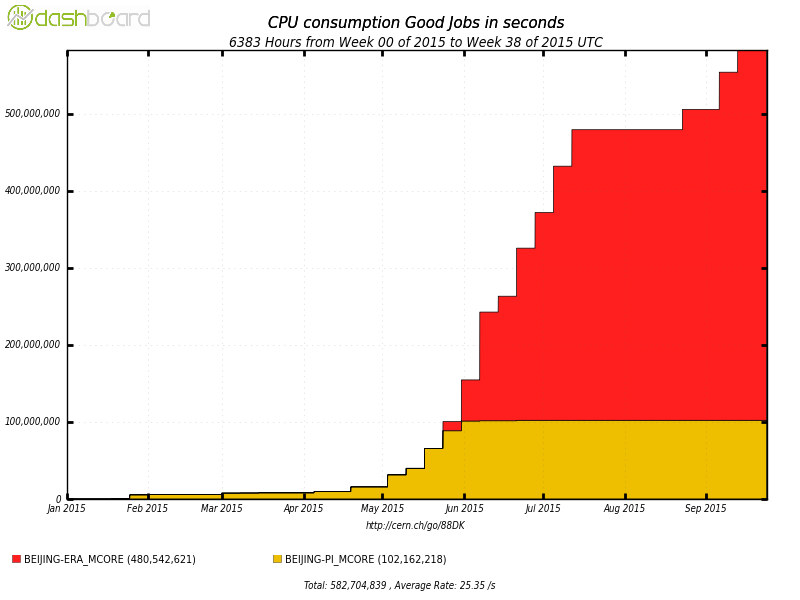 dashboard
CPU consumption Good Jobs in seconds
6383 Hours from Week 00 of 2015 to Week 38 of 2015 UTC
500,000,000
400,000,000
300,000,000
200,000,000
100,000,000
0
Jan 2015 Feb 2015 Mar 2015 Apr 2015 May 2015 Jun 2015 Jul 2015 Aug 2015 Sep 2015
http://cern.ch/go/88DK
BEIJING-ERA_MCORE (480,542,621) BEIJING-PI_MCORE (102,162,218)
Total: 582,704,839 , Average Rate: 25.35 /s